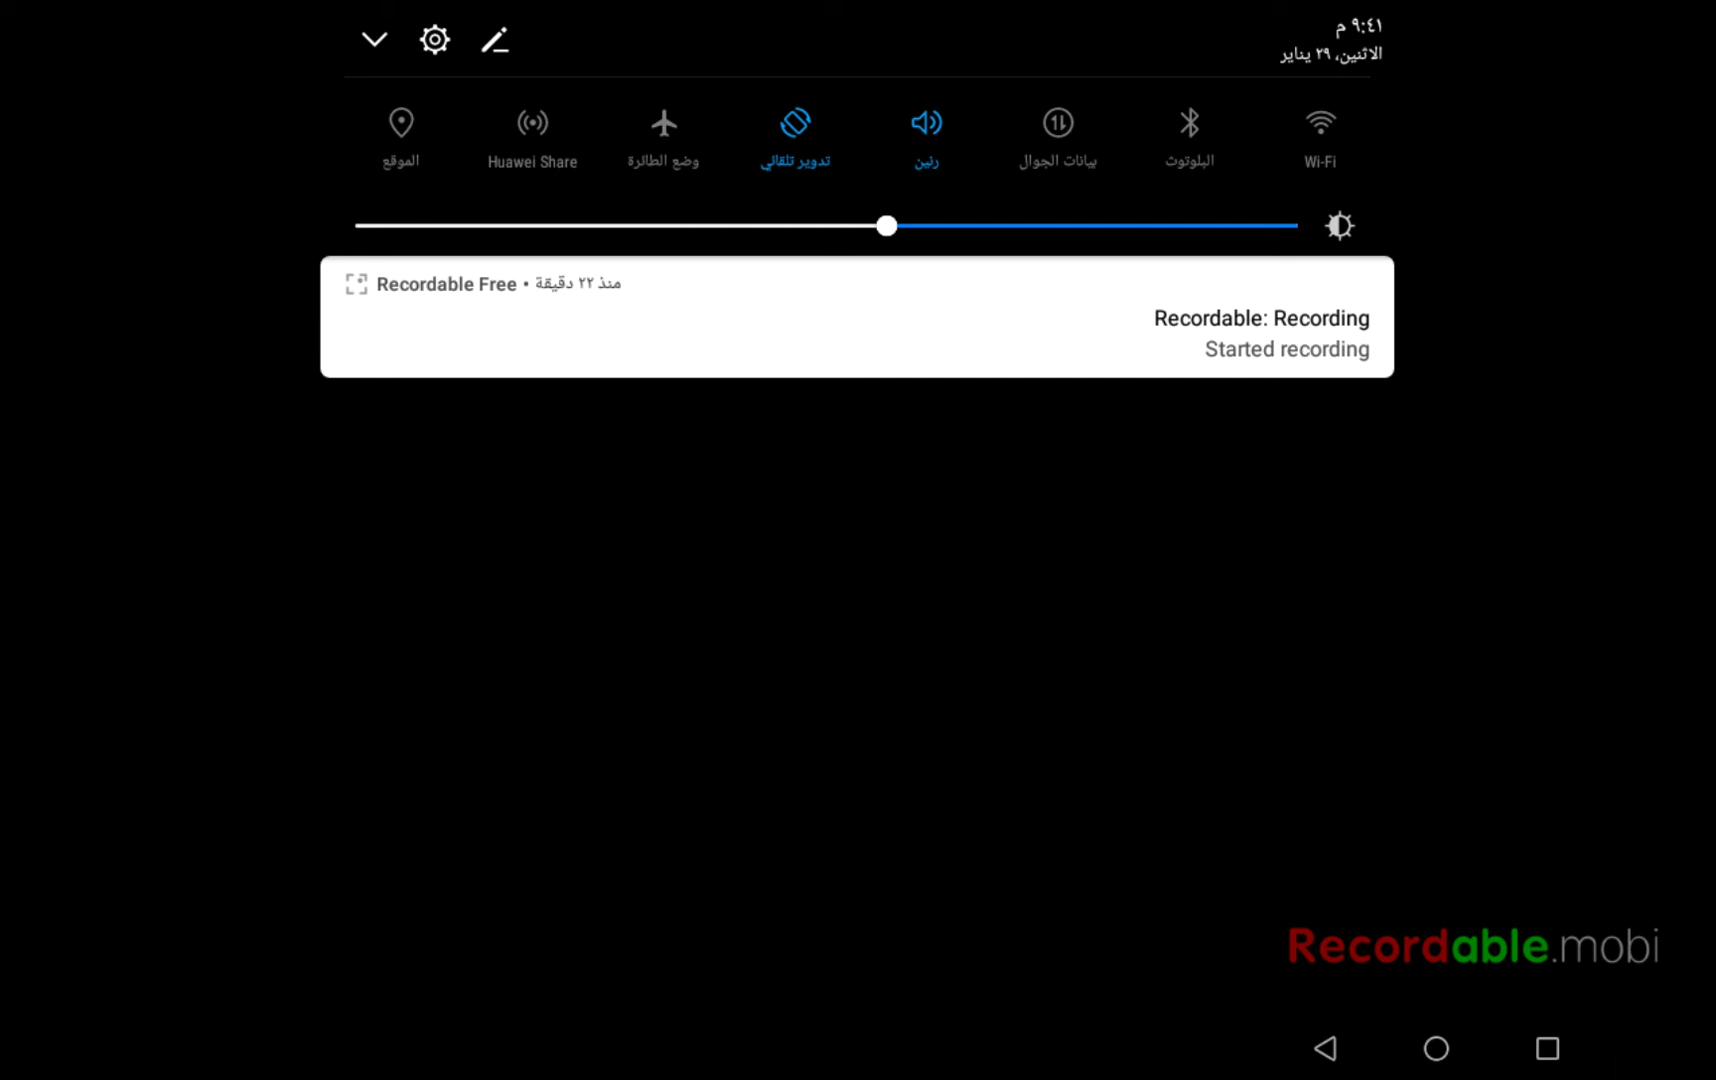 ٩:٤١ م
الاثنين، ٢٩ يناير
Wi-Fi
البلوتوث
بيانات الجوال
رنين
تدوير تلقائي
وضع الطائرة
Huawei Share
الموقع
Recordable Free • منذ ٢٢ دقيقة
Recordable: Recording
Started recording
Recordable.mobi